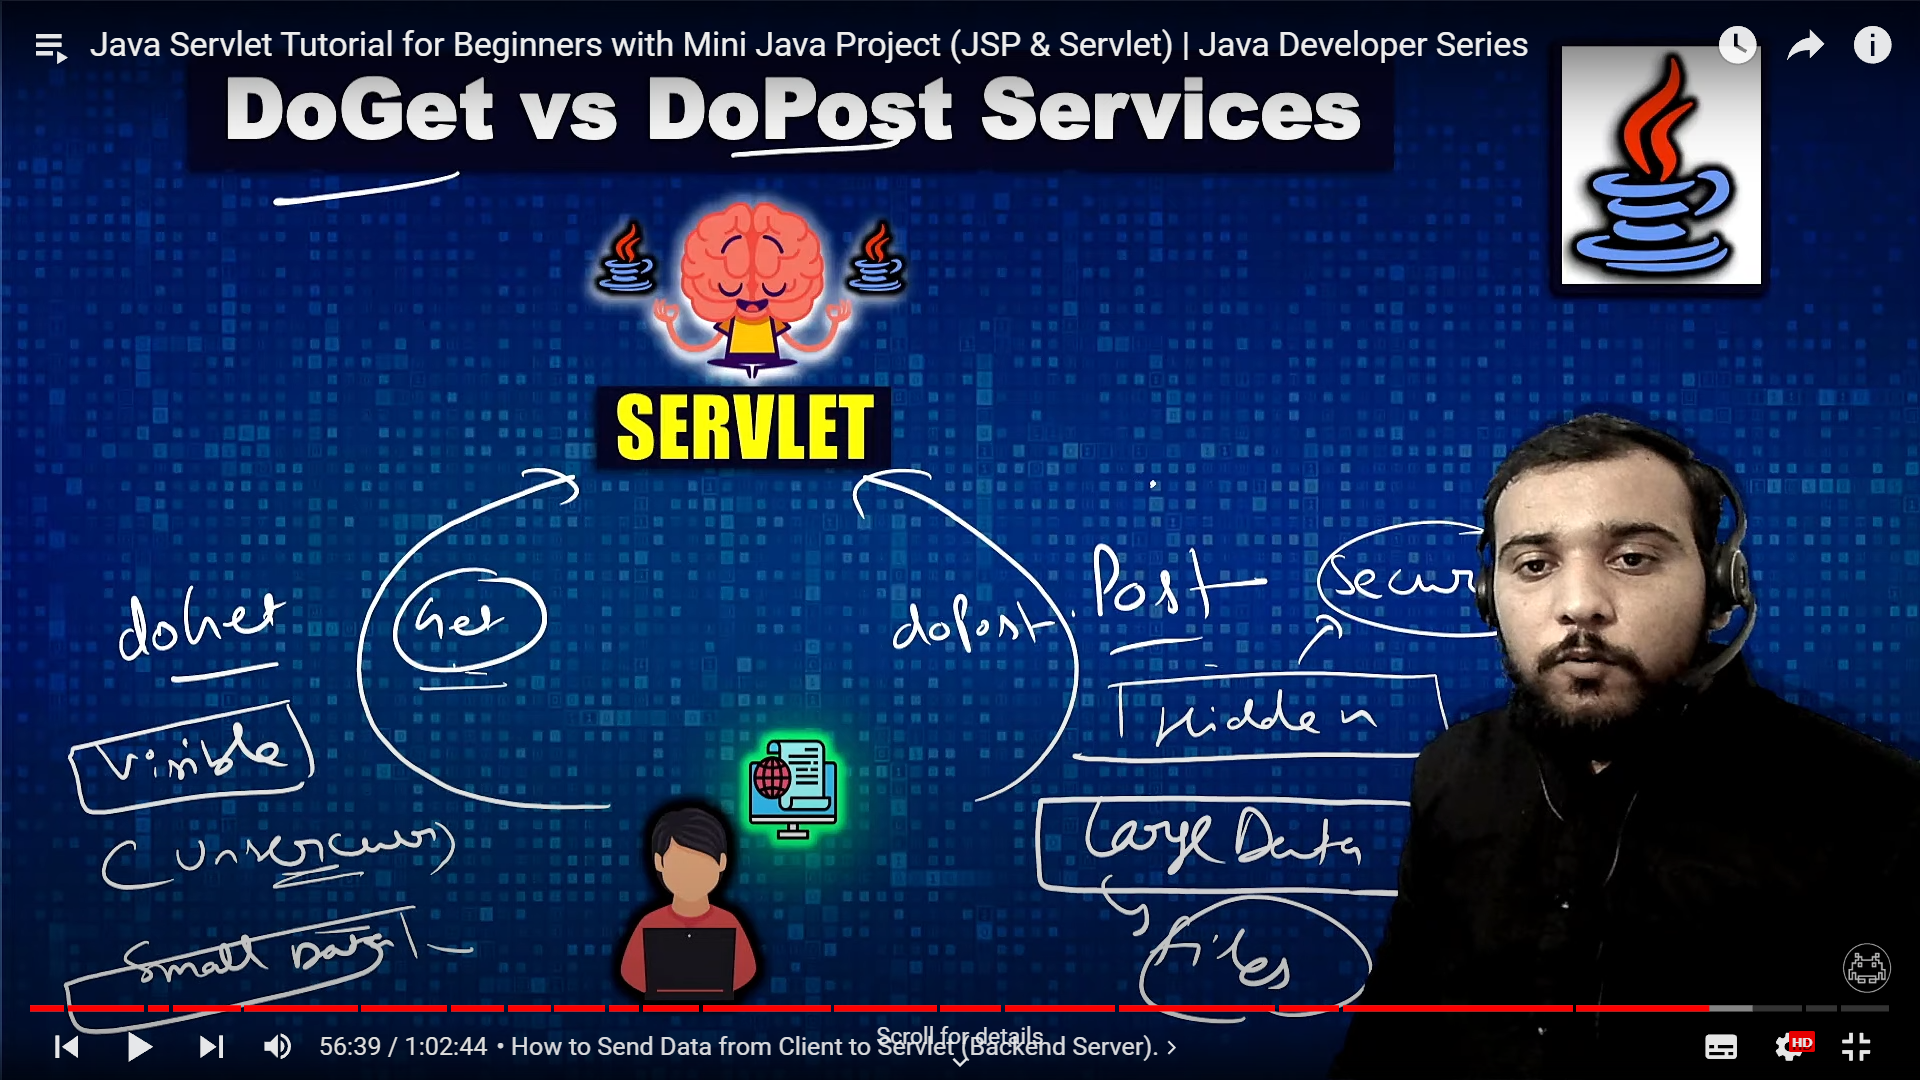 Java Servlet Tutorial for Beginners with Mini Java Project (JSP & Servlet) | Java Developer Series
DoGet vs DoPost Services
SERVLET
doGet
Get
doPost
Post
Secur
Visible
Hidden
Large Data
Small Data
Files
Scroll for details
56:39 / 1:02:44 • How to Send Data from Client to Servlet (Backend Server). >
HD